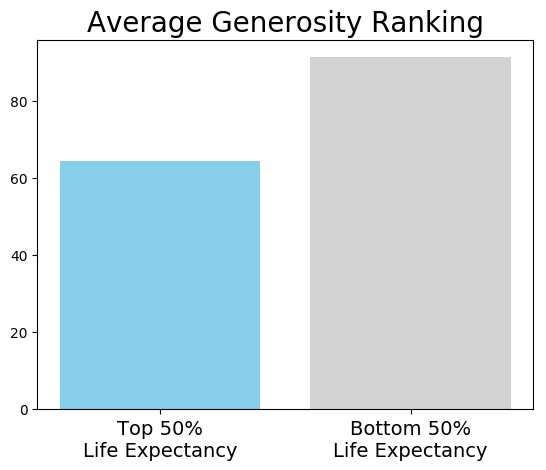 Average Generosity Ranking
80
60
40
20
0
Top 50%
Life Expectancy
Bottom 50%
Life Expectancy